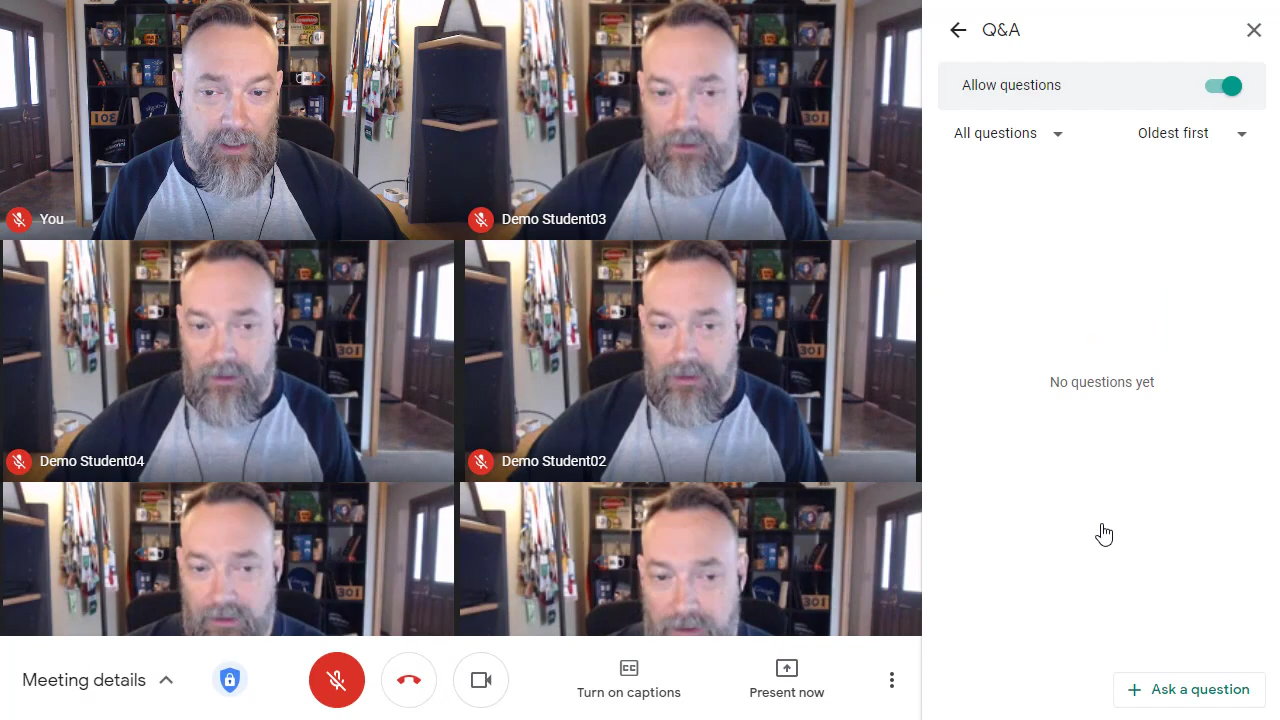 Q&A
Allow questions
All questions
Oldest first
You
Demo Student03
No questions yet
Demo Student04
Demo Student02
Meeting details
Turn on captions
Present now
Ask a question